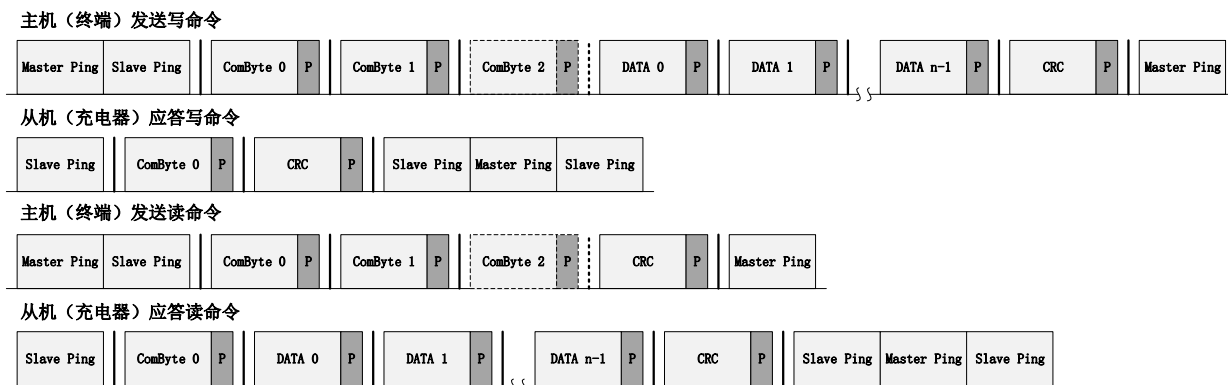 主机（终端）发送写命令
Master Ping Slave Ping ComByte 0 P ComByte 1 P ComByte 2 P DATA 0 P DATA 1 P DATA n-1 P CRC P Master Ping
从机（充电器）应答写命令
Slave Ping ComByte 0 P CRC P Slave Ping Master Ping Slave Ping
主机（终端）发送读命令
Master Ping Slave Ping ComByte 0 P ComByte 1 P ComByte 2 P CRC P Master Ping
从机（充电器）应答读命令
Slave Ping ComByte 0 P DATA 0 P DATA 1 P DATA n-1 P CRC P Slave Ping Master Ping Slave Ping